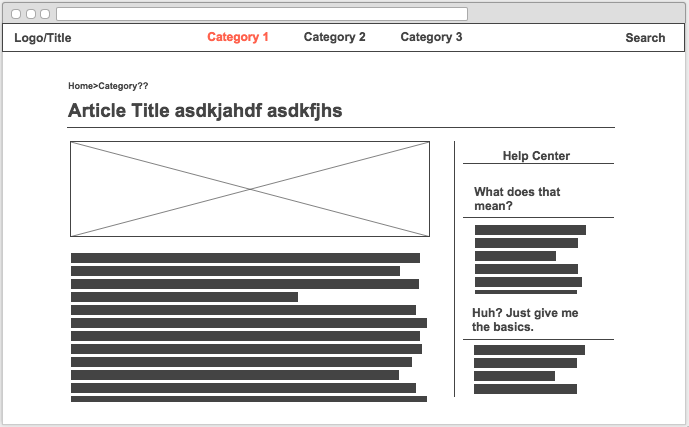 Logo/Title Category 1 Category 2 Category 3 Search
Home>Category??
Article Title asdkjahdf asdkfjhs
Help Center
What does that
mean?
Huh? Just give me
the basics.